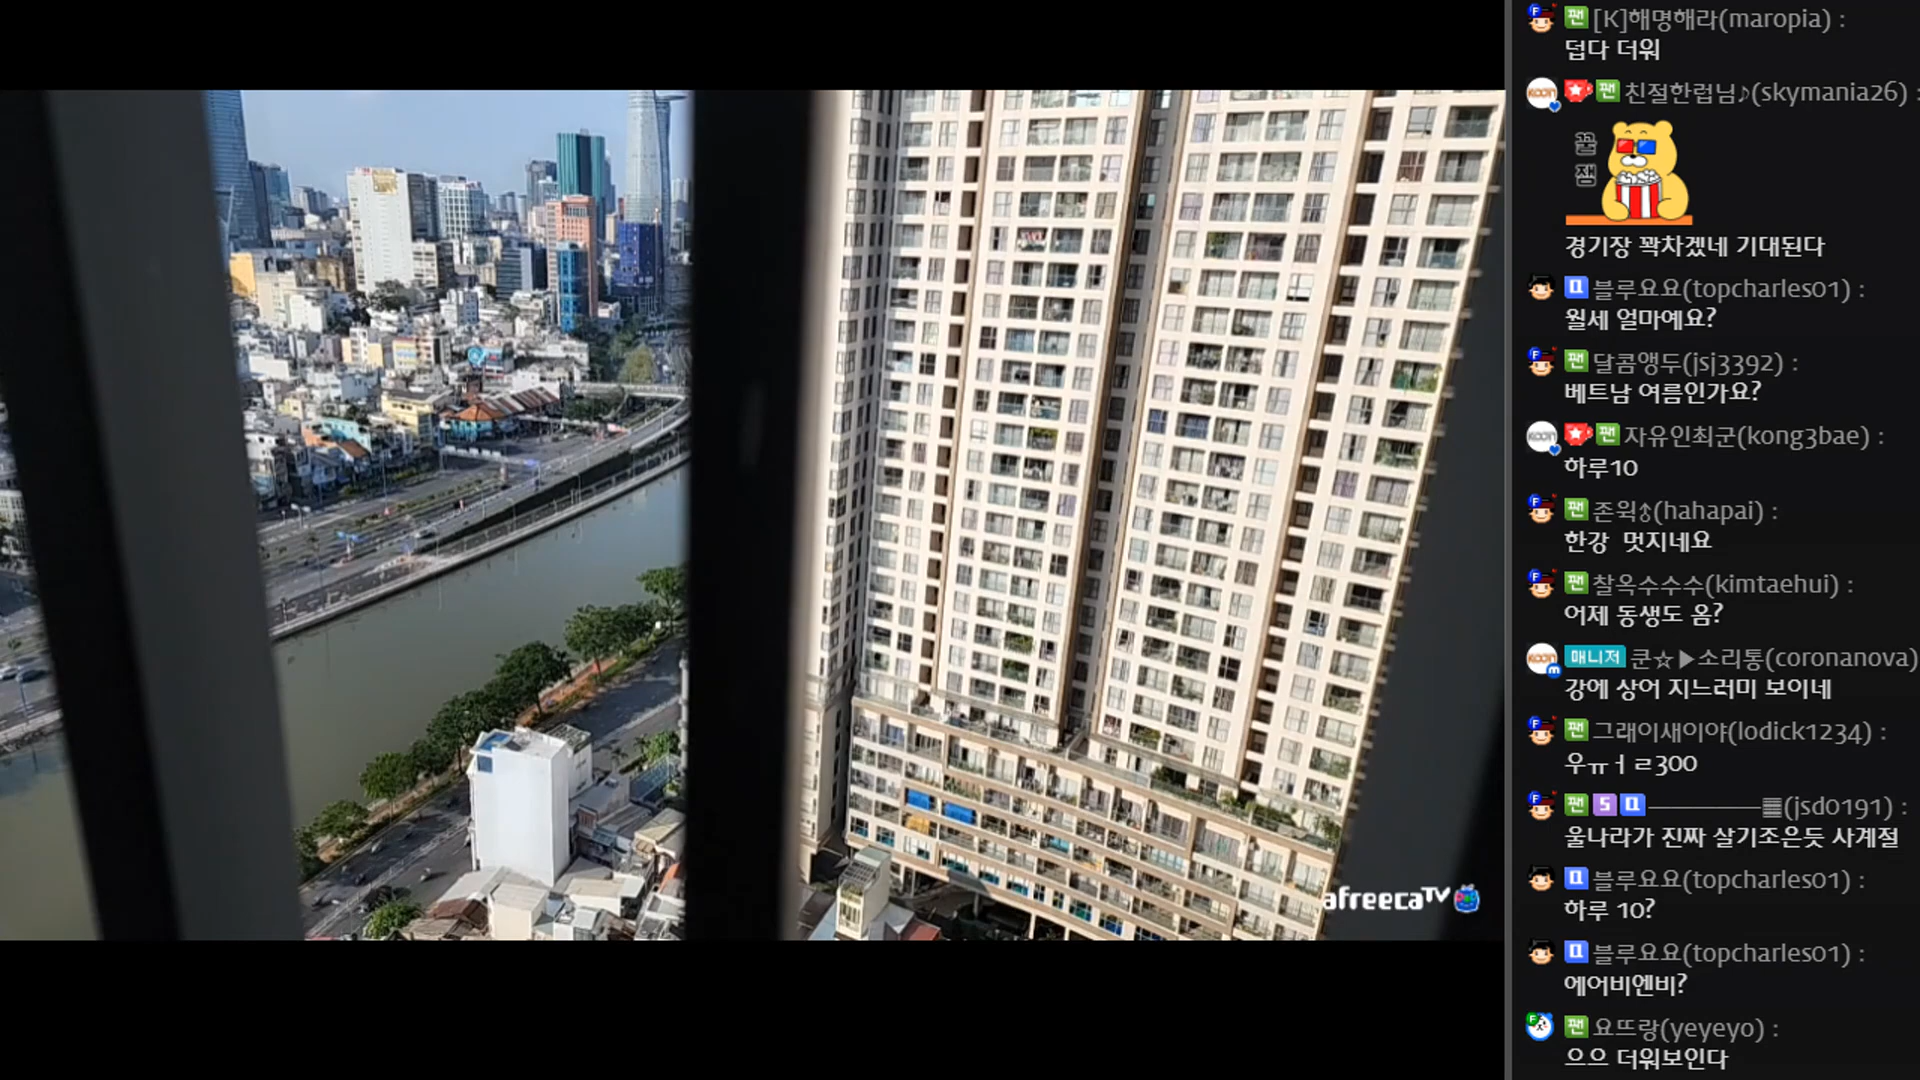 [K]해명해라(maropia) :
덥다 더워
친절한럽님♪(skymania26) :
꿀
잼
경기장 꽉차겠네 기대된다
블루요요(topcharles01) :
월세 얼마예요?
팬 달콤앵두(jsj3392) :
베트남 여름인가요?
팬 자유인최군(kong3bae) :
하루10
팬 존윅⚦(hahapai) :
한강 멋지네요
팬 찰옥수수수(kimtaehui) :
어제 동생도 옴?
매니저 쿤☆▶소리통(coronanova)
강에 상어 지느러미 보이네
팬 그래이새이야(lodick1234) :
우ㅠㅓㄹ300
팬 S ────────▒(jsd0191) :
울나라가 진짜 살기조은듯 사계절
블루요요(topcharles01) :
하루 10?
블루요요(topcharles01) :
에어비엔비?
팬 요뜨랑(yeyeyo) :
으으 더워보인다
afreecaTV